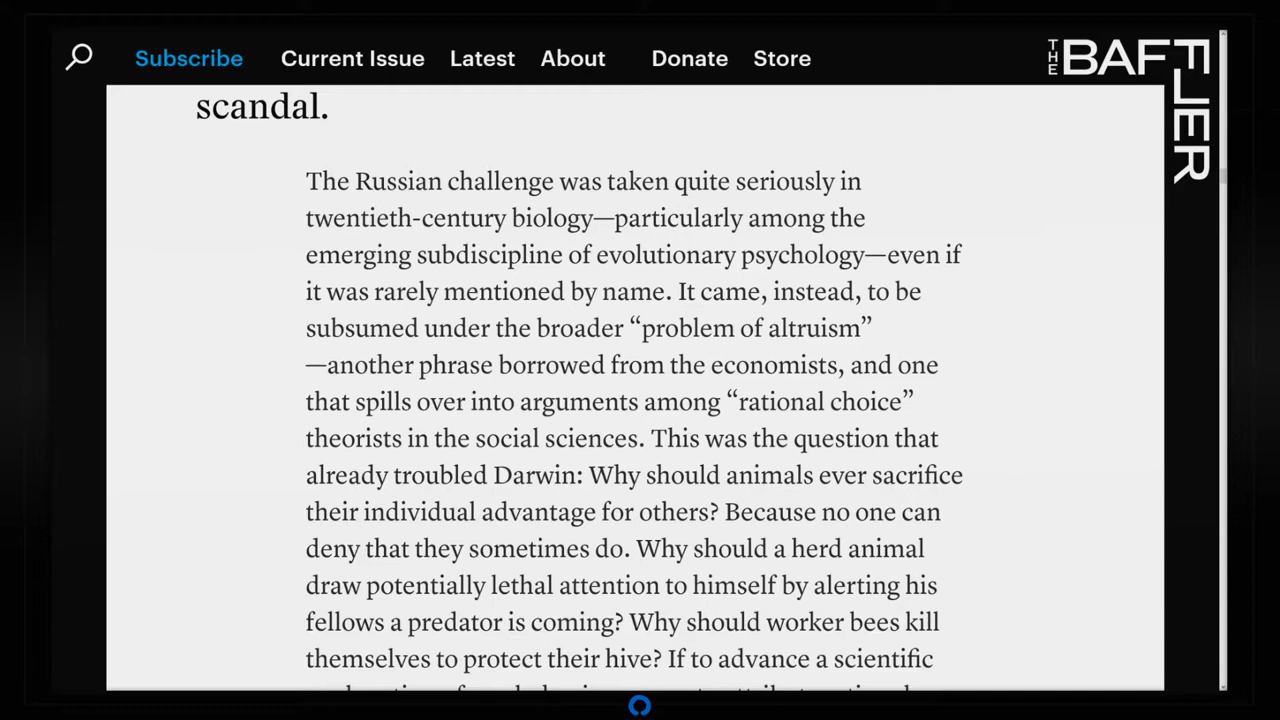 Subscribe Current Issue Latest About Donate Store
THE BAFFLER
scandal.
The Russian challenge was taken quite seriously in
twentieth-century biology—particularly among the
emerging subdiscipline of evolutionary psychology—even if
it was rarely mentioned by name. It came, instead, to be
subsumed under the broader “problem of altruism”
—another phrase borrowed from the economists, and one
that spills over into arguments among “rational choice”
theorists in the social sciences. This was the question that
already troubled Darwin: Why should animals ever sacrifice
their individual advantage for others? Because no one can
deny that they sometimes do. Why should a herd animal
draw potentially lethal attention to himself by alerting his
fellows a predator is coming? Why should worker bees kill
themselves to protect their hive? If to advance a scientific